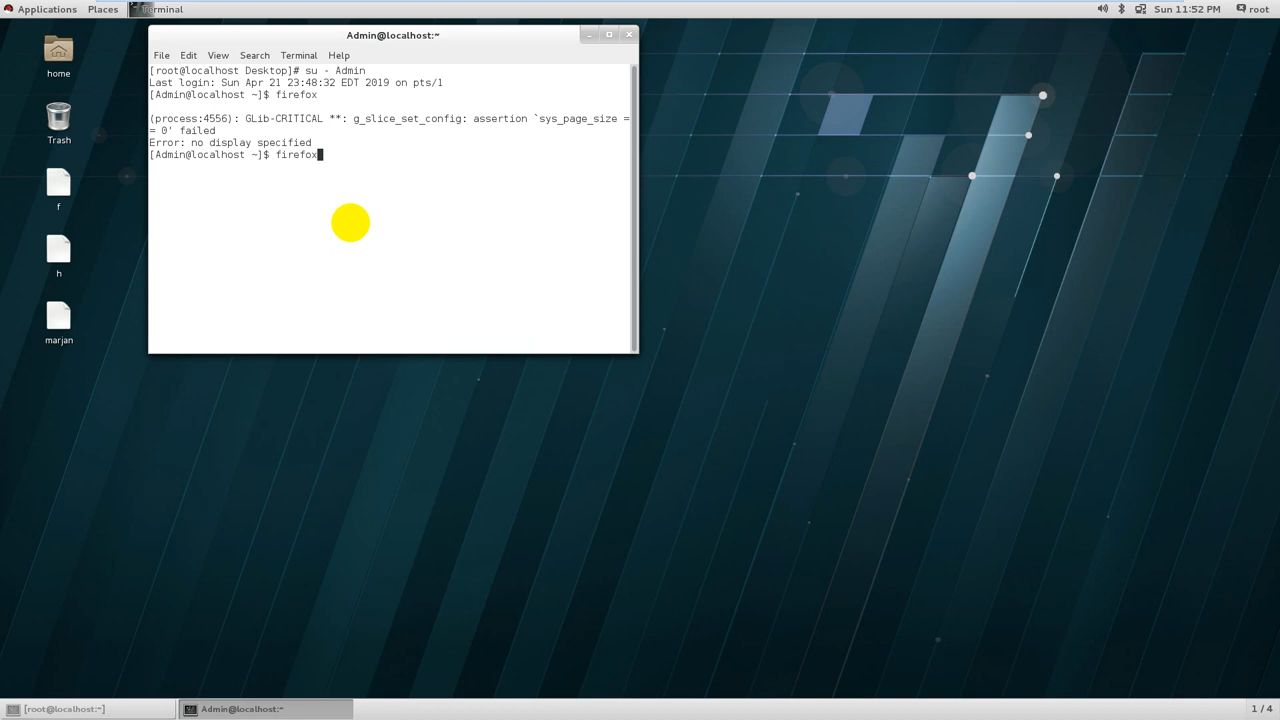 Applications Places Terminal Sun 11:52 PM root
Admin@localhost:~
File Edit View Search Terminal Help
[root@localhost Desktop]# su - Admin
Last login: Sun Apr 21 23:48:32 EDT 2019 on pts/1
[Admin@localhost ~]$ firefox
(process:4556): GLib-CRITICAL **: g_slice_set_config: assertion `sys_page_size =
= 0' failed
Error: no display specified
[Admin@localhost ~]$ firefox
home
Trash
f
h
marjan
[root@localhost:~] Admin@localhost:~ 1 / 4